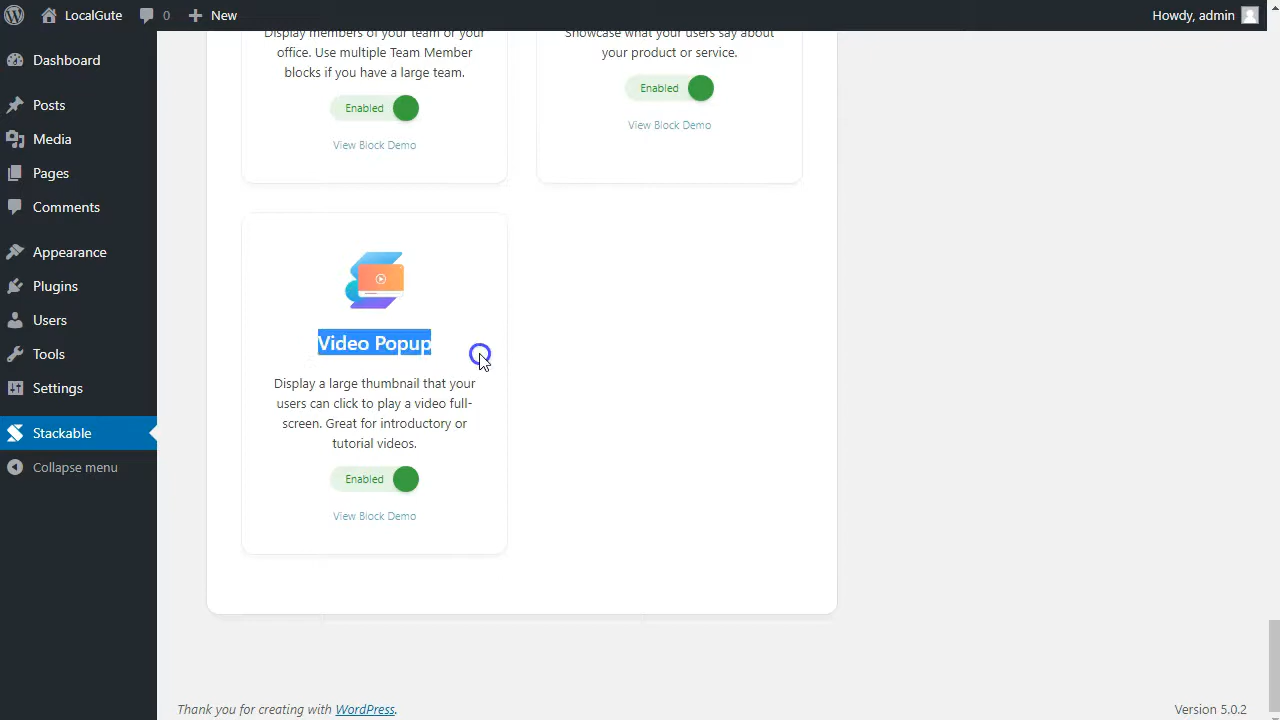 LocalGute
0
New
Howdy, admin
Dashboard
Posts
Media
Pages
Comments
Appearance
Plugins
Users
Tools
Settings
Stackable
Collapse menu
Display members of your team or your
office. Use multiple Team Member
blocks if you have a large team.
Enabled
View Block Demo
Showcase what your users say about
your product or service.
Enabled
View Block Demo
Video Popup
Display a large thumbnail that your
users can click to play a video full-
screen. Great for introductory or
tutorial videos.
Enabled
View Block Demo
Thank you for creating with WordPress.
Version 5.0.2